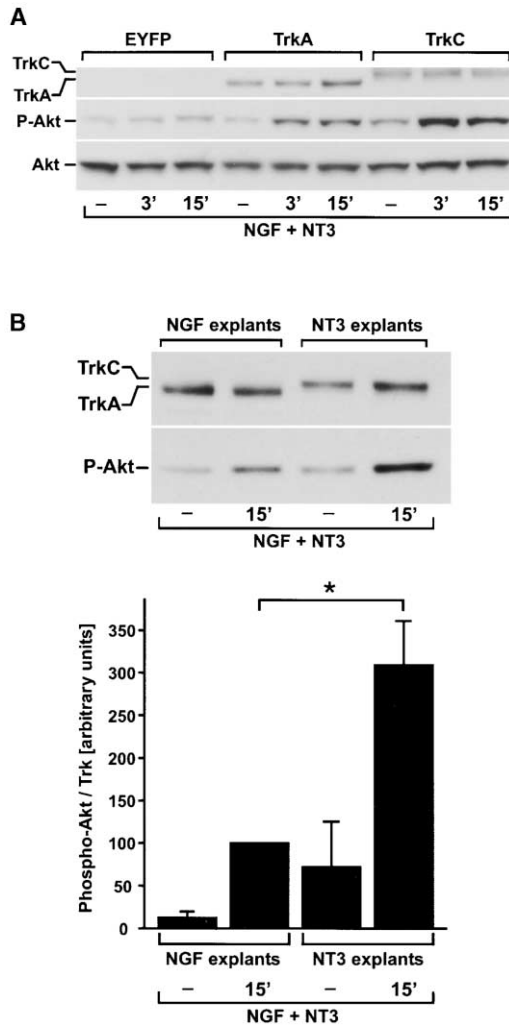 A
EYFP TrkA TrkC
TrkC
TrkA
P-Akt
Akt
– 3' 15' – 3' 15' – 3' 15'
NGF + NT3
B
NGF explants NT3 explants
TrkC
TrkA
P-Akt
– 15' – 15'
NGF + NT3
*
Phospho-Akt / Trk [arbitrary units]
350
300
250
200
150
100
50
0
NGF explants NT3 explants
– 15' – 15'
NGF + NT3